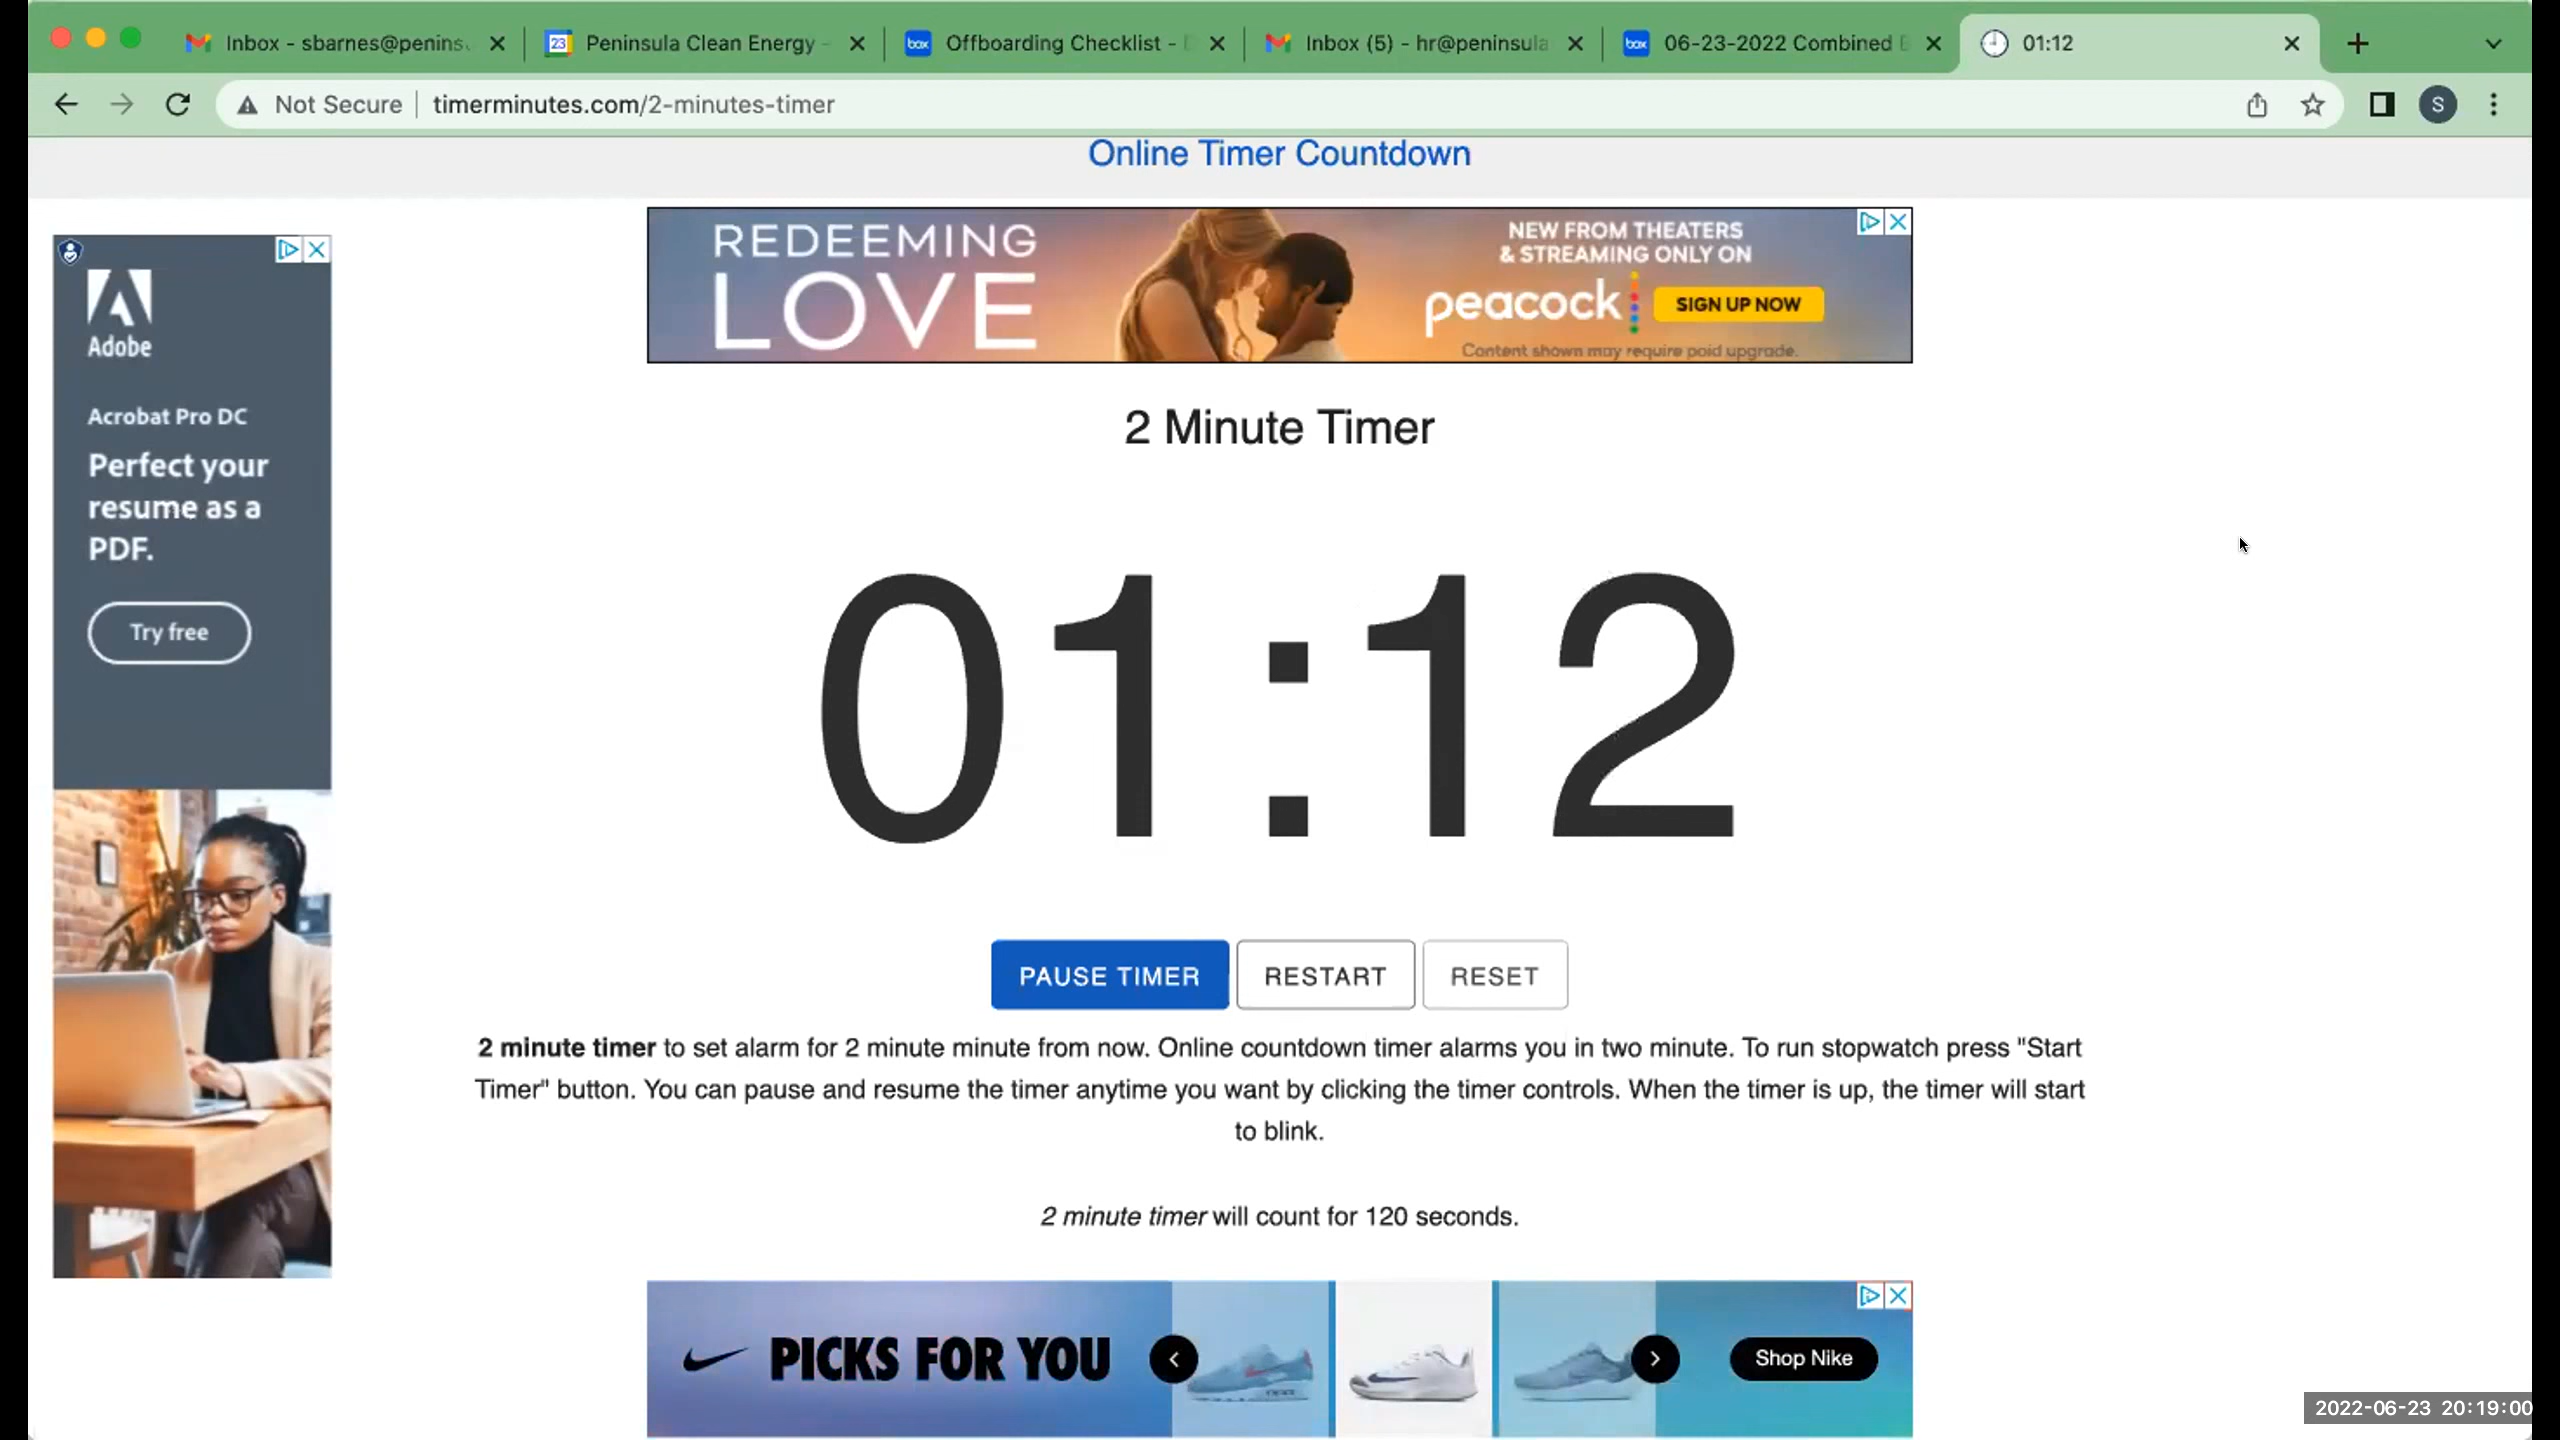 Inbox - sbarnes@penins
Peninsula Clean Energy -
Offboarding Checklist -
Inbox (5) - hr@peninsula
06-23-2022 Combined
01:12
Not Secure
timerminutes.com/2-minutes-timer
S
Online Timer Countdown
REDEEMING
LOVE
NEW FROM THEATERS
& STREAMING ONLY ON
peacock
SIGN UP NOW
Content shown may require paid upgrade.
Adobe
Acrobat Pro DC
Perfect your
resume as a
PDF.
Try free
2 Minute Timer
01:12
PAUSE TIMER
RESTART
RESET
2 minute timer to set alarm for 2 minute minute from now. Online countdown timer alarms you in two minute. To run stopwatch press "Start
Timer" button. You can pause and resume the timer anytime you want by clicking the timer controls. When the timer is up, the timer will start
to blink.
2 minute timer will count for 120 seconds.
PICKS FOR YOU
Shop Nike
2022-06-23 20:19:00